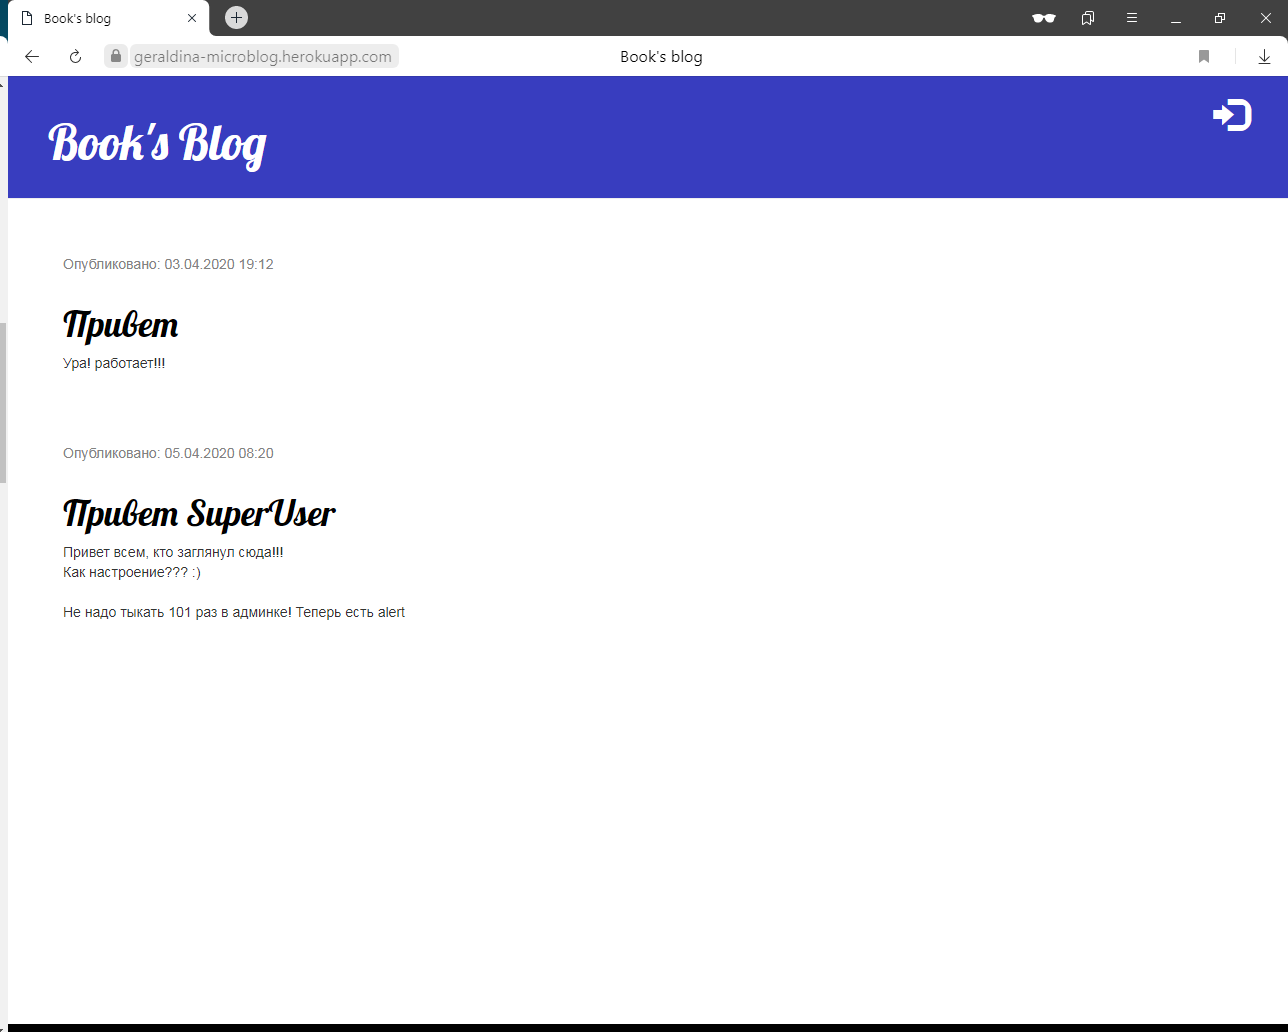 Book's blog
geraldina-microblog.herokuapp.com
Book's blog
Book's Blog
Опубликовано: 03.04.2020 19:12
Привет
Ура! работает!!!
Опубликовано: 05.04.2020 08:20
Привет SuperUser
Привет всем, кто заглянул сюда!!!
Как настроение??? :)
Не надо тыкать 101 раз в админке! Теперь есть alert